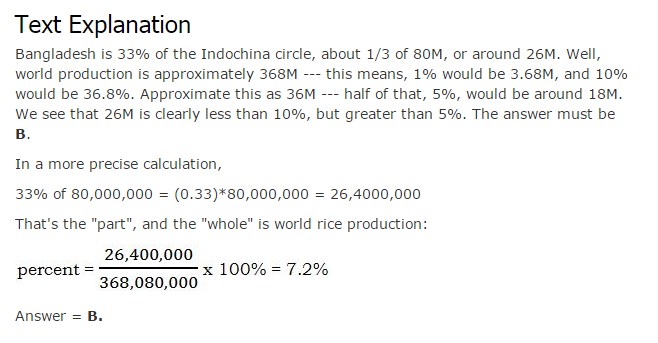 Text Explanation
Bangladesh is 33% of the Indochina circle, about 1/3 of 80M, or around 26M. Well,
world production is approximately 368M --- this means, 1% would be 3.68M, and 10%
would be 36.8%. Approximate this as 36M --- half of that, 5%, would be around 18M.
We see that 26M is clearly less than 10%, but greater than 5%. The answer must be
B.
In a more precise calculation,
33% of 80,000,000 = (0.33)*80,000,000 = 26,4000,000
That's the "part", and the "whole" is world rice production:
26,400,000
percent = x 100% = 7.2%
368,080,000
Answer = B.